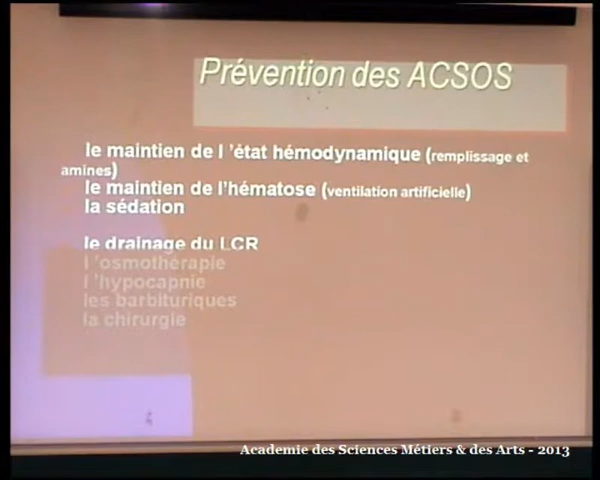 Prévention des ACSOS
le maintien de l 'état hémodynamique (remplissage et
amines)
le maintien de l'hématose (ventilation artificielle)
la sédation
le drainage du LCR
l 'osmothérapie
l 'hypocapnie
les barbituriques
la chirurgie
Academie des Sciences Métiers & des Arts - 2013